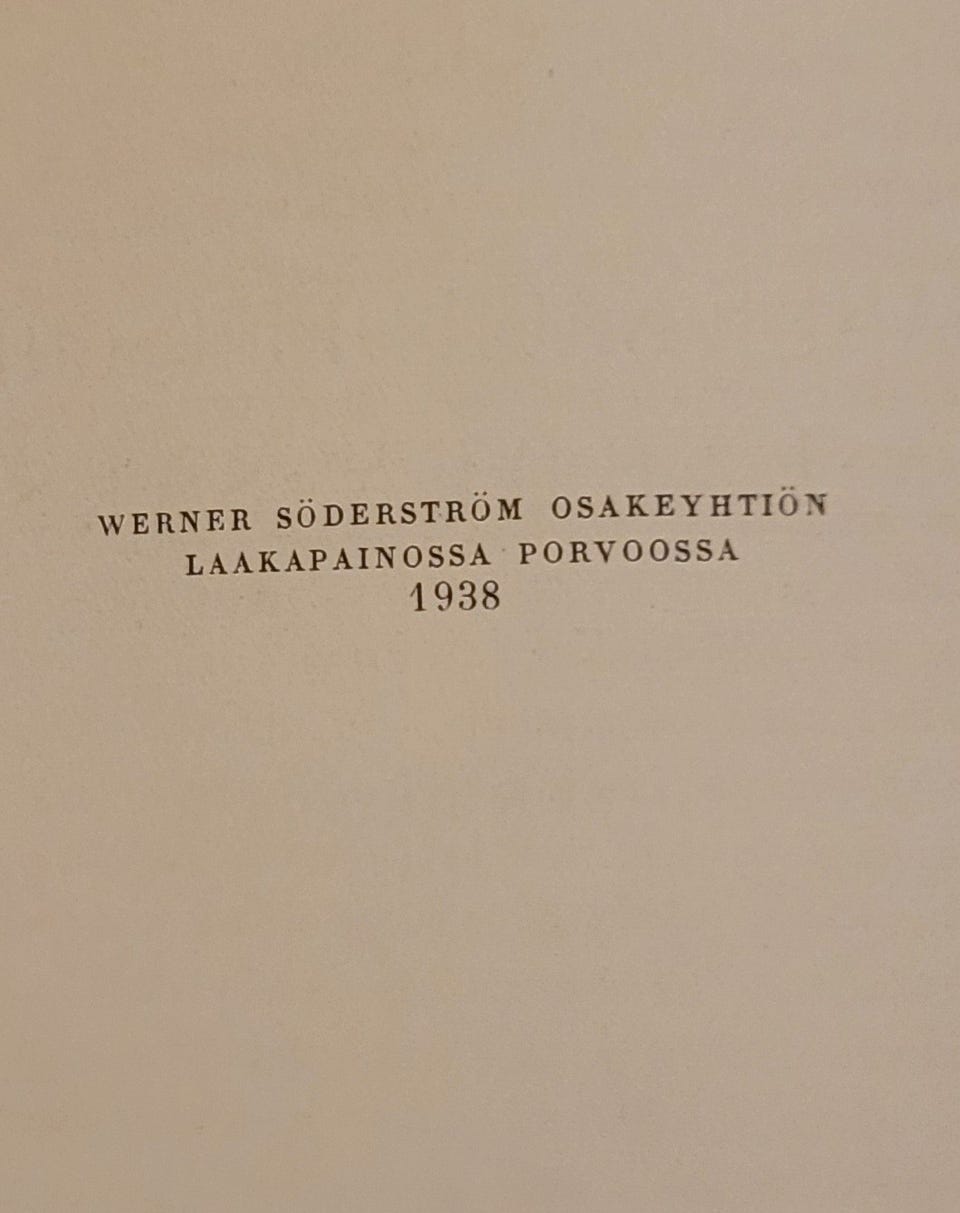 WERNER SÖDERSTRÖM OSAKEYHTIÖN
LAAKAPAINOSSA PORVOOSSA
1938